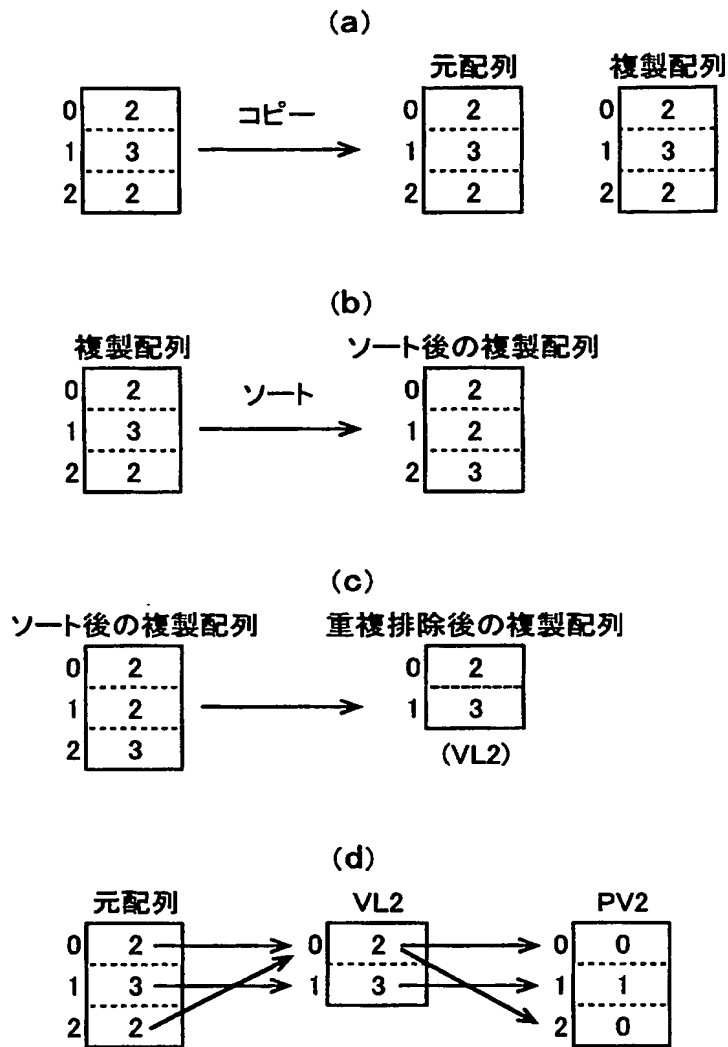 (a)
元配列 複製配列
0 2 コピー 0 2 0 2
1 3 1 3 1 3
2 2 2 2 2 2
(b)
複製配列 ソート後の複製配列
0 2 ソート 0 2
1 3 1 2
2 2 2 3
(c)
ソート後の複製配列 重複排除後の複製配列
0 2 0 2
1 2 1 3
2 3 (VL2)
(d)
元配列 VL2 PV2
0 2 0 2 0 0
1 3 1 3 1 1
2 2 2 0